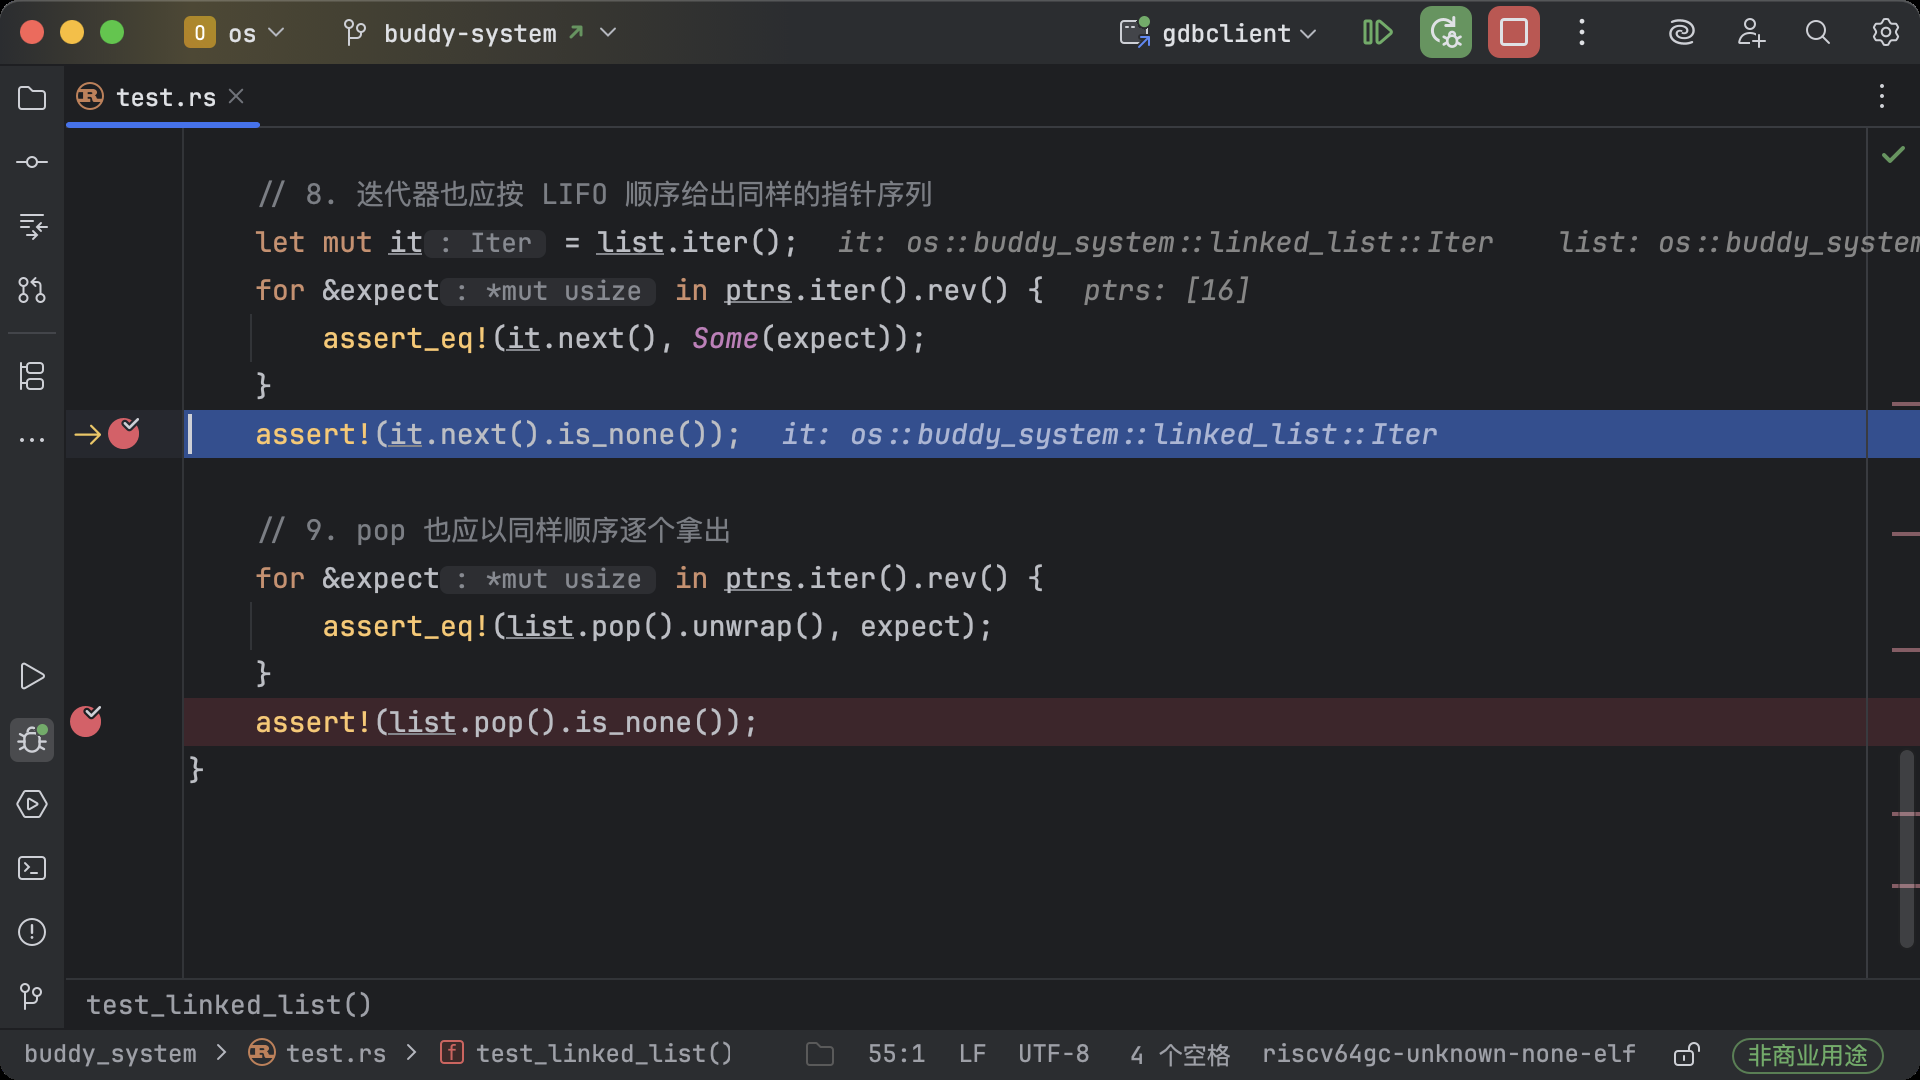 O os buddy-system gdbclient
test.rs
// 8. 迭代器也应按 LIFO 顺序给出同样的指针序列
let mut it : Iter = list.iter(); it: os::buddy_system::linked_list::Iter list: os::buddy_system
for &expect : *mut usize in ptrs.iter().rev() { ptrs: [16]
assert_eq!(it.next(), Some(expect));
}
assert!(it.next().is_none()); it: os::buddy_system::linked_list::Iter
// 9. pop 也应以同样顺序逐个拿出
for &expect : *mut usize in ptrs.iter().rev() {
assert_eq!(list.pop().unwrap(), expect);
}
assert!(list.pop().is_none());
}
test_linked_list()
buddy_system > test.rs > f test_linked_list() 55:1 LF UTF-8 4 个空格 riscv64gc-unknown-none-elf 非商业用途